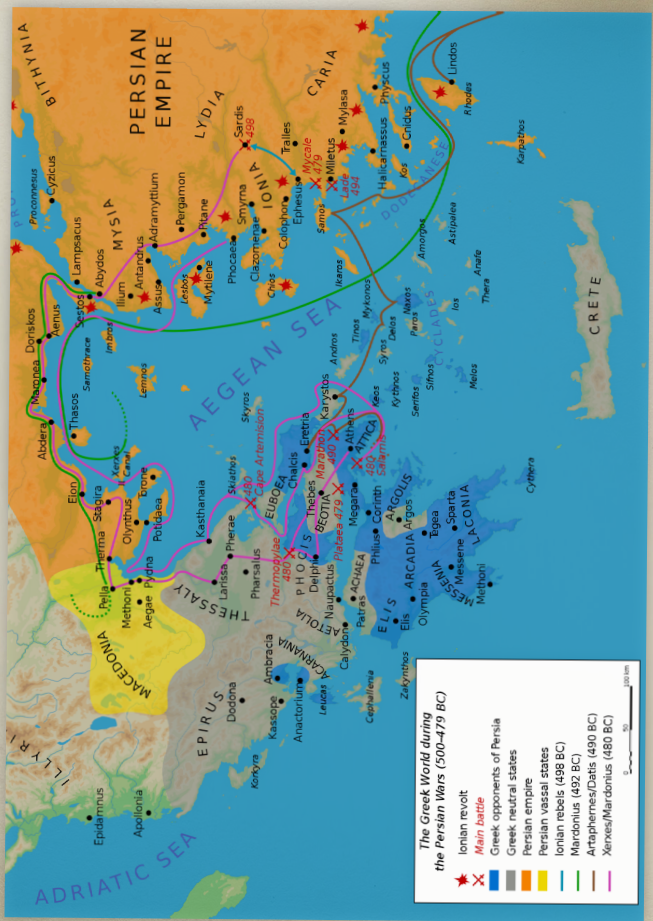 The Greek World during
the Persian Wars (500–479 BC)
Ionian revolt
Main battle
Greek opponents of Persia
Greek neutral states
Persian empire
Persian vassal states
Ionian rebels (498 BC)
Mardonius (492 BC)
Artaphernes/Datis (490 BC)
Xerxes/Mardonius (480 BC)
0
50
100 km
ADRIATIC SEA
ILLYRI
Epidamnus
Apollonia
EPIRUS
Dodona
Korkyra
Kassope
Ambracia
Anactorium
Leucas
ACARNANIA
Cephallenia
Zakynthos
AETOLIA
Calydon
Naupactus
Patras
ACHAEA
ELIS
Elis
Olympia
ARCADIA
MESSENIA
Messene
Methoni
LACONIA
Sparta
Tegea
Cythera
ARGOLIS
Argos
Phlius
Corinth
Megara
MACEDONIA
Pella
Methoni
Aegae
Pydna
Therma
THESSALY
Larissa
Pherae
Pharsalus
Kasthanaia
Thermopylae
480
PHOCIS
Delphi
BEOTIA
Thebes
Plataea 479
EUBOEA
Chalcis
Eretria
Marathon
490
Athens
ATTICA
480
Salamis
Karystos
Skiathos
480
Cape Artemision
Skyros
Olynthus
Stagira
Potidaea
Torone
Xerxes
Canal
Eion
Abdera
Maronea
Doriskos
Aenus
Thasos
Samothrace
Imbros
Lemnos
AEGEAN SEA
Andros
Tinos
Mykonos
Syros
Delos
Keos
Kythnos
Serifos
Sifnos
Melos
Paros
Naxos
CYCLADES
Ios
Thera
Anafe
Amorgos
Astipalea
Ikaros
Samos
DODECANESE
Kos
CRETE
Karpathos
Rhodes
Lindos
PERSIAN
EMPIRE
BITHYNIA
PR
Proconnesus
Cyzicus
Lampsacus
Abydos
Sestos
MYSIA
Ilium
Antandrus
Adramyttium
Assus
Pergamon
Pitane
Lesbos
Mytilene
LYDIA
Sardis
498
Phocaea
Smyrna
Clazomenae
IONIA
Colophon
Ephesus
Chios
Tralles
Mycale
479
Miletus
Lade
494
CARIA
Mylasa
Halicarnassus
Physcus
Cnidus